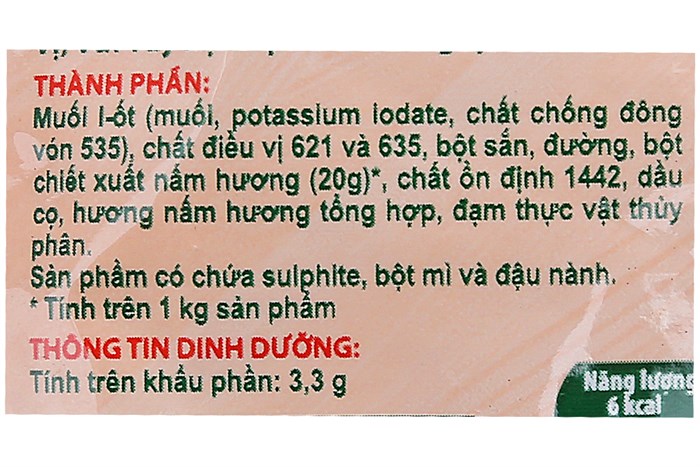 THÀNH PHẦN:
Muối I-ốt (muối, potassium iodate, chất chống đông
vón 535), chất điều vị 621 và 635, bột sắn, đường, bột
chiết xuất nấm hương (20g)*, chất ổn định 1442, dầu
cọ, hương nấm hương tổng hợp, đạm thực vật thủy
phân.
Sản phẩm có chứa sulphite, bột mì và đậu nành.
* Tính trên 1 kg sản phẩm
THÔNG TIN DINH DƯỠNG:
Tính trên khẩu phần: 3,3 g
Năng lượng
6 kcal